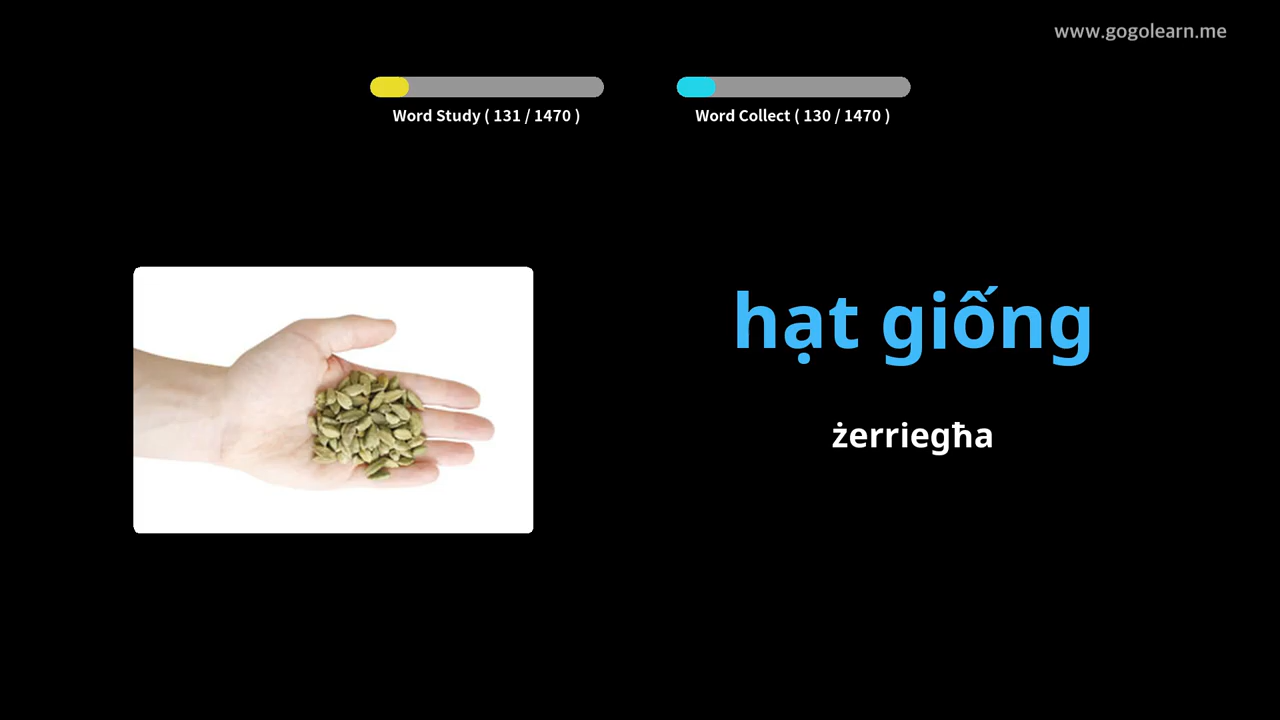 www.gogolearn.me
Word Study ( 131 / 1470 )
Word Collect ( 130 / 1470 )
hạt giống
żerriegħa